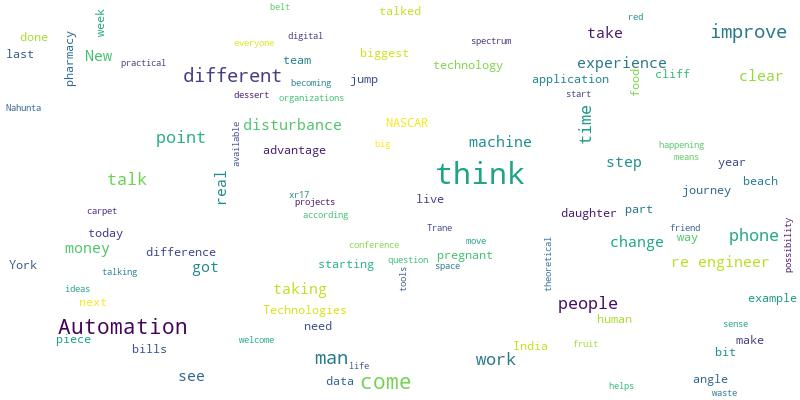 belt
talked
red
week
done
everyone
digital
spectrum
take
improve
last
pharmacy
New
practical
team
biggest
technology
experience
different
becoming
jump
application
food
cliff
clear
dessert
organizations
start
Nahunta
disturbance
NASCAR
time
point
available
advantage
big
machine
happening
means
talk
real
think
step
year
xr17
projects
live
journey
beach
carpet
according
daughter
part
today
Trane
friend
possibility
money
difference
conference
move
theoretical
change
way
phone
York
talking
got
starting
question
pregnant
space
tools
re engineer
ideas
next
taking
Technologies
people
example
Automation
need
human
sense
piece
bills
welcome
India
fruit
make
bit
man
life
work
see
data
come
helps
angle
waste